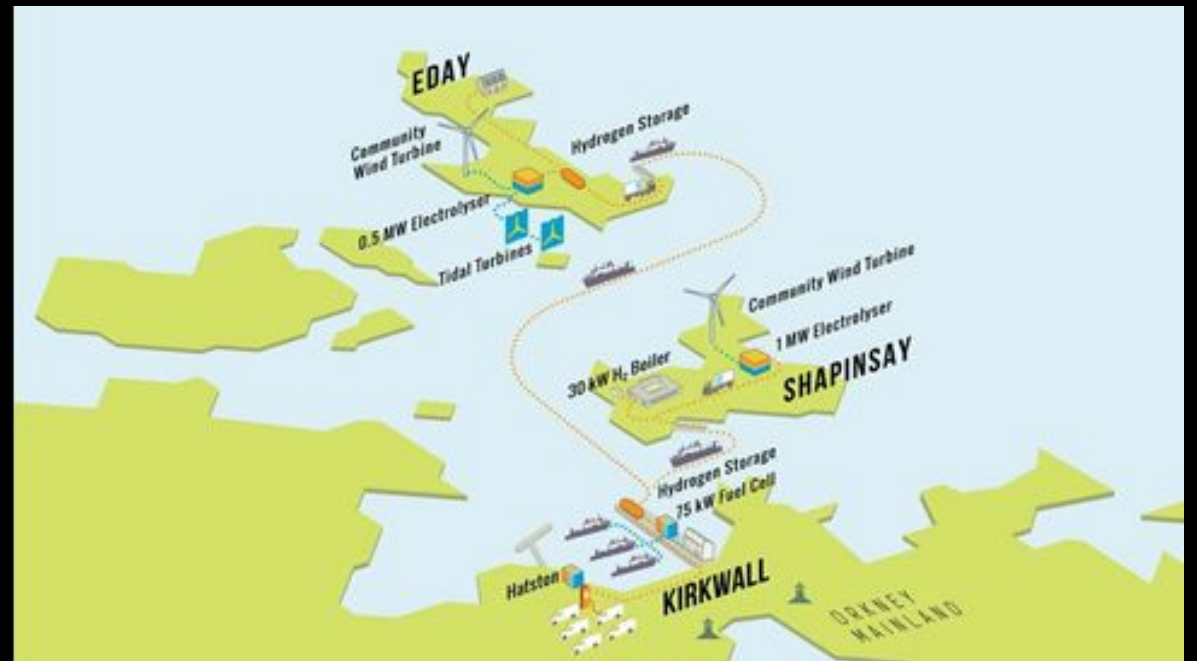 EDAY
Community
Wind Turbine
Hydrogen Storage
0.5 MW Electrolyser
Tidal Turbines
Community Wind Turbine
1 MW Electrolyser
30 kW H₂ Boiler
SHAPINSAY
Hydrogen Storage
75 kW Fuel Cell
Hatston
KIRKWALL
ORKNEY
MAINLAND